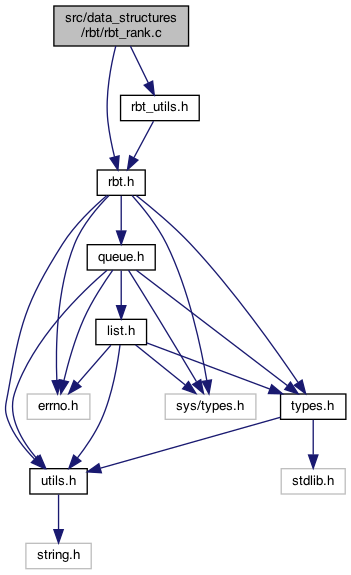 src/data_structures
/rbt/rbt_rank.c
rbt_utils.h
rbt.h
queue.h
list.h
errno.h
sys/types.h
types.h
utils.h
stdlib.h
string.h